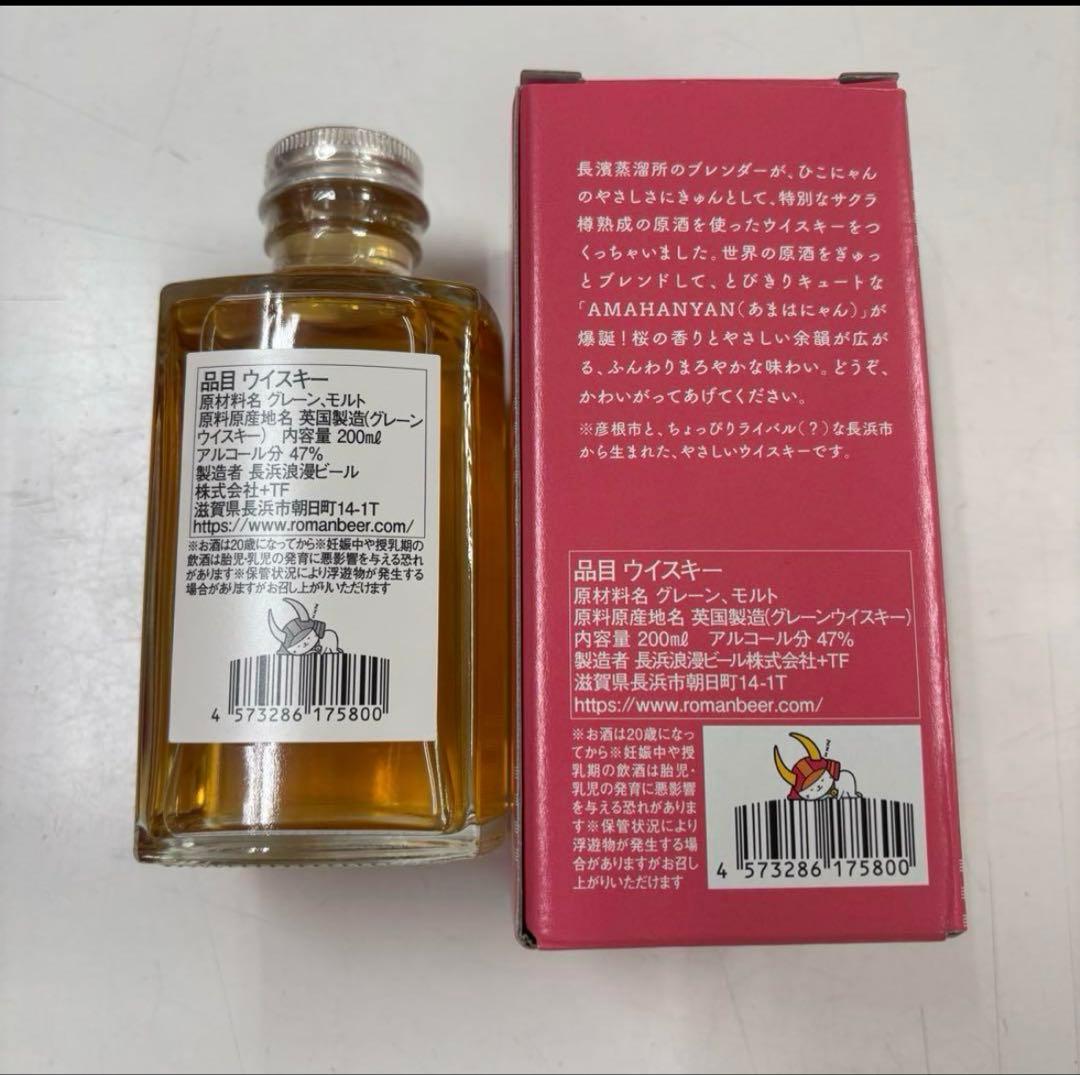 品目 ウイスキー
原材料名 グレーン、モルト
原料原産地名 英国製造(グレーン
ウイスキー) 内容量 200㎖
アルコール分 47%
製造者 長浜浪漫ビール
株式会社+TF
滋賀県長浜市朝日町14-1T
https://www.romanbeer.com/
※お酒は20歳になってから※妊娠中や授乳期の
飲酒は胎児・乳児の発育に悪影響を与える恐れ
があります※保管状況により浮遊物が発生する
場合がありますがお召し上がりいただけます
4 573286 175800
長濱蒸溜所のブレンダーが、ひこにゃん
のやさしさにきゅんとして、特別なサクラ
樽熟成の原酒を使ったウイスキーをつ
くっちゃいました。世界の原酒をぎゅっ
とブレンドして、とびきりキュートな
「AMAHANYAN(あまはにゃん)」が
爆誕!桜の香りとやさしい余韻が広が
る、ふんわりまろやかな味わい。どうぞ、
かわいがってあげてください。
※彦根市と、ちょっぴりライバル(?)な長浜市
から生まれた、やさしいウイスキーです。
品目 ウイスキー
原材料名 グレーン、モルト
原料原産地名 英国製造(グレーンウイスキー)
内容量 200㎖ アルコール分 47%
製造者 長浜浪漫ビール株式会社+TF
滋賀県長浜市朝日町14-1T
https://www.romanbeer.com/
※お酒は20歳になっ
てから※妊娠中や授
乳期の飲酒は胎児・
乳児の発育に悪影響
を与える恐れがありま
す※保管状況により
浮遊物が発生する場
合がありますがお召し
上がりいただけます
4 573286 175800